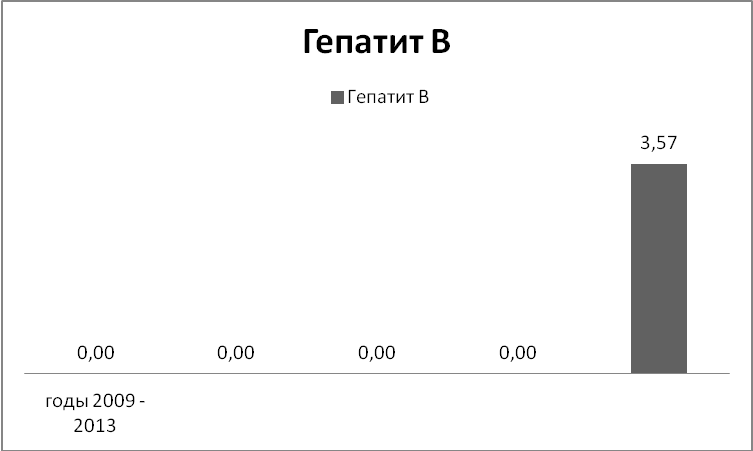 Гепатит В
Гепатит В
3,57
0,00 0,00 0,00 0,00
годы 2009 -
2013